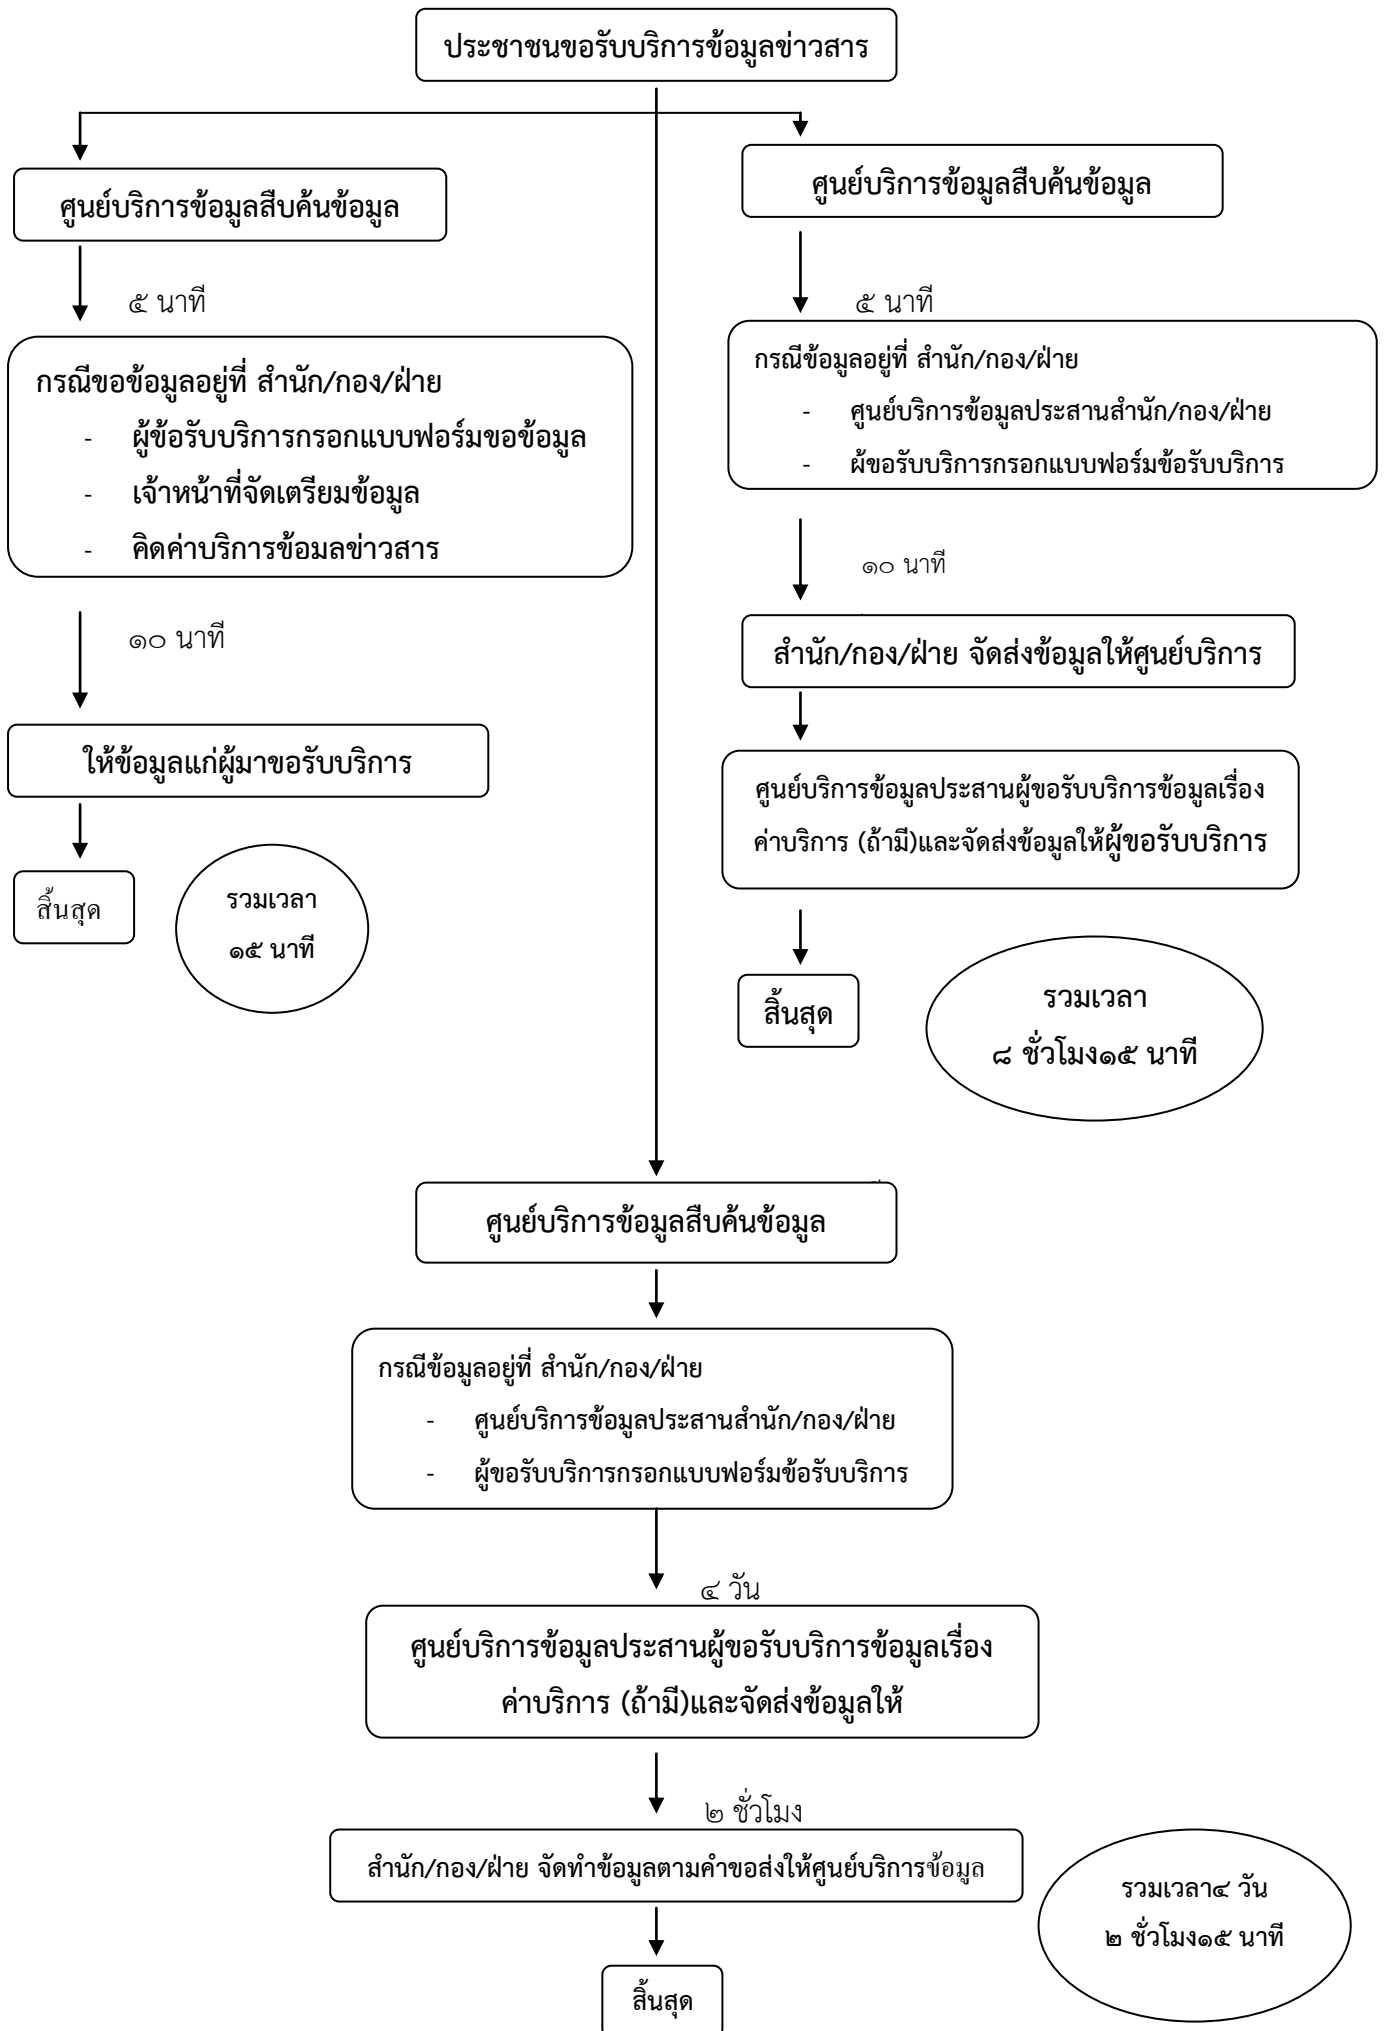 ประชาชนขอรับบริการข้อมูลข่าวสาร
ศูนย์บริการข้อมูลสืบค้นข้อมูล
๕ นาที
กรณีขอข้อมูลอยู่ที่ สำนัก/กอง/ฝ่าย
- ผู้ข้อรับบริการกรอกแบบฟอร์มขอข้อมูล
- เจ้าหน้าที่จัดเตรียมข้อมูล
- คิดค่าบริการข้อมลข่าวสาร
๑๐ นาที
ให้ข้อมูลแก่ผู้มาขอรับบริการ
สิ้นสุด
รวมเวลา
๑๕ นาที
ศูนย์บริการข้อมูลสืบค้นข้อมูล
๕ นาที
กรณีข้อมูลอยู่ที่ สำนัก/กอง/ฝ่าย
- ศูนย์บริการข้อมูลประสานสำนัก/กอง/ฝ่าย
- ผ้ขอรับบริการกรอกแบบฟอร์มข้อรับบริการ
๑๐ นาที
สำนัก/กอง/ฝ่าย จัดส่งข้อมูลให้ศูนย์บริการ
ศูนย์บริการข้อมูลประสานผู้ขอรับบริการข้อมูลเรื่อง
ค่าบริการ (ถ้ามี)และจัดส่งข้อมูลให้ผู้ขอรับบริการ
สิ้นสุด
รวมเวลา
๘ ชั่วโมง๑๕ นาที
ศูนย์บริการข้อมูลสืบค้นข้อมูล
กรณีข้อมูลอยู่ที่ สำนัก/กอง/ฝ่าย
- ศูนย์บริการข้อมูลประสานสำนัก/กอง/ฝ่าย
- ผู้ขอรับบริการกรอกแบบฟอร์มข้อรับบริการ
๔ วัน
ศูนย์บริการข้อมูลประสานผู้ขอรับบริการข้อมูลเรื่อง
ค่าบริการ (ถ้ามี)และจัดส่งข้อมูลให้
๒ ชั่วโมง
สำนัก/กอง/ฝ่าย จัดทำข้อมูลตามคำขอส่งให้ศูนย์บริการข้อมูล
รวมเวลา๔ วัน
๒ ชั่วโมง๑๕ นาที
สิ้นสุด